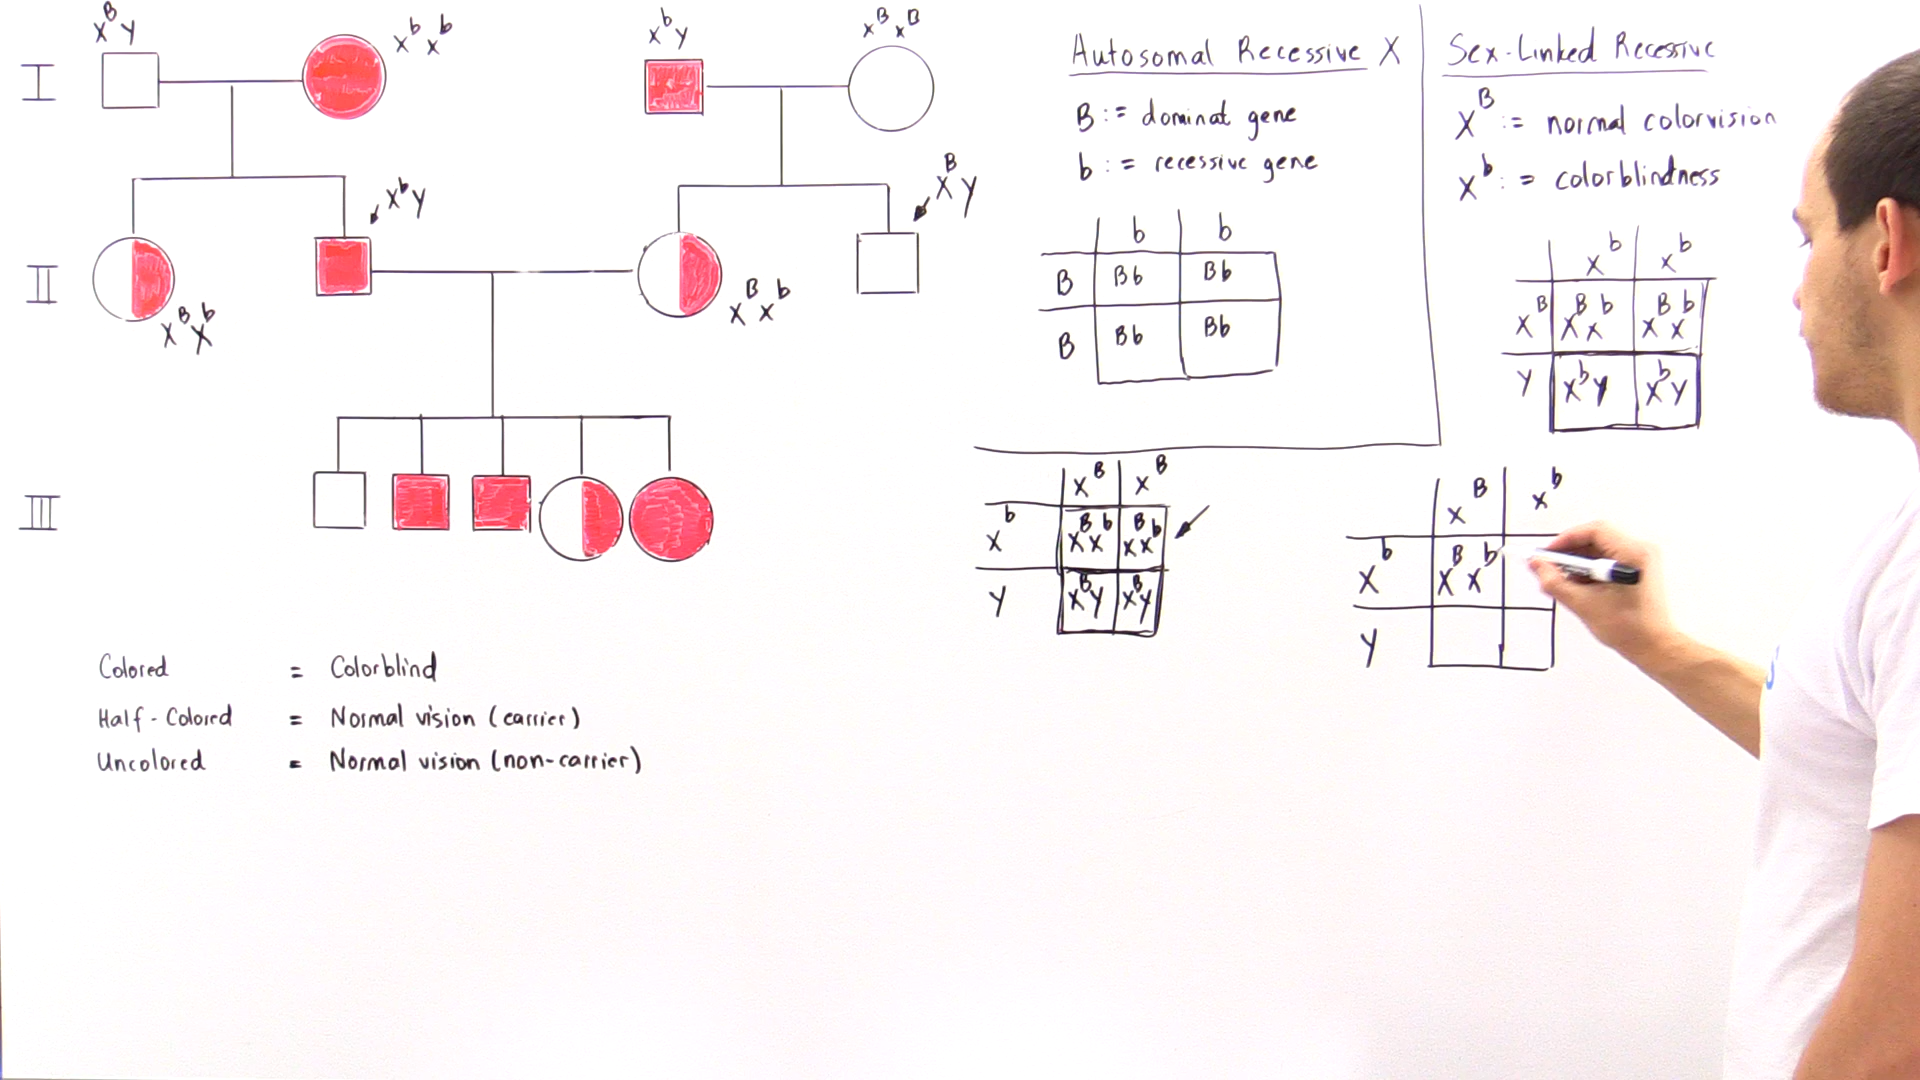 I
X^B Y
X^b X^b
X^b Y
X^B X^B
II
X^B X^b
X^b Y
X^B X^b
X^B Y
III
Colored = Colorblind
Half-Colored = Normal vision (carrier)
Uncolored = Normal vision (non-carrier)
Autosomal Recessive X
B := dominat gene
b := recessive gene
b b
B Bb Bb
B Bb Bb
Sex-Linked Recessive
X^B := normal colorvision
X^b := colorblindness
X^b X^b
X^B X^B X^b X^B X^b
Y X^b Y X^b Y
X^B X^B
X^b X^B X^b X^B X^b
Y X^B Y X^B Y
X^B X^b
X^b X^B X^b
Y